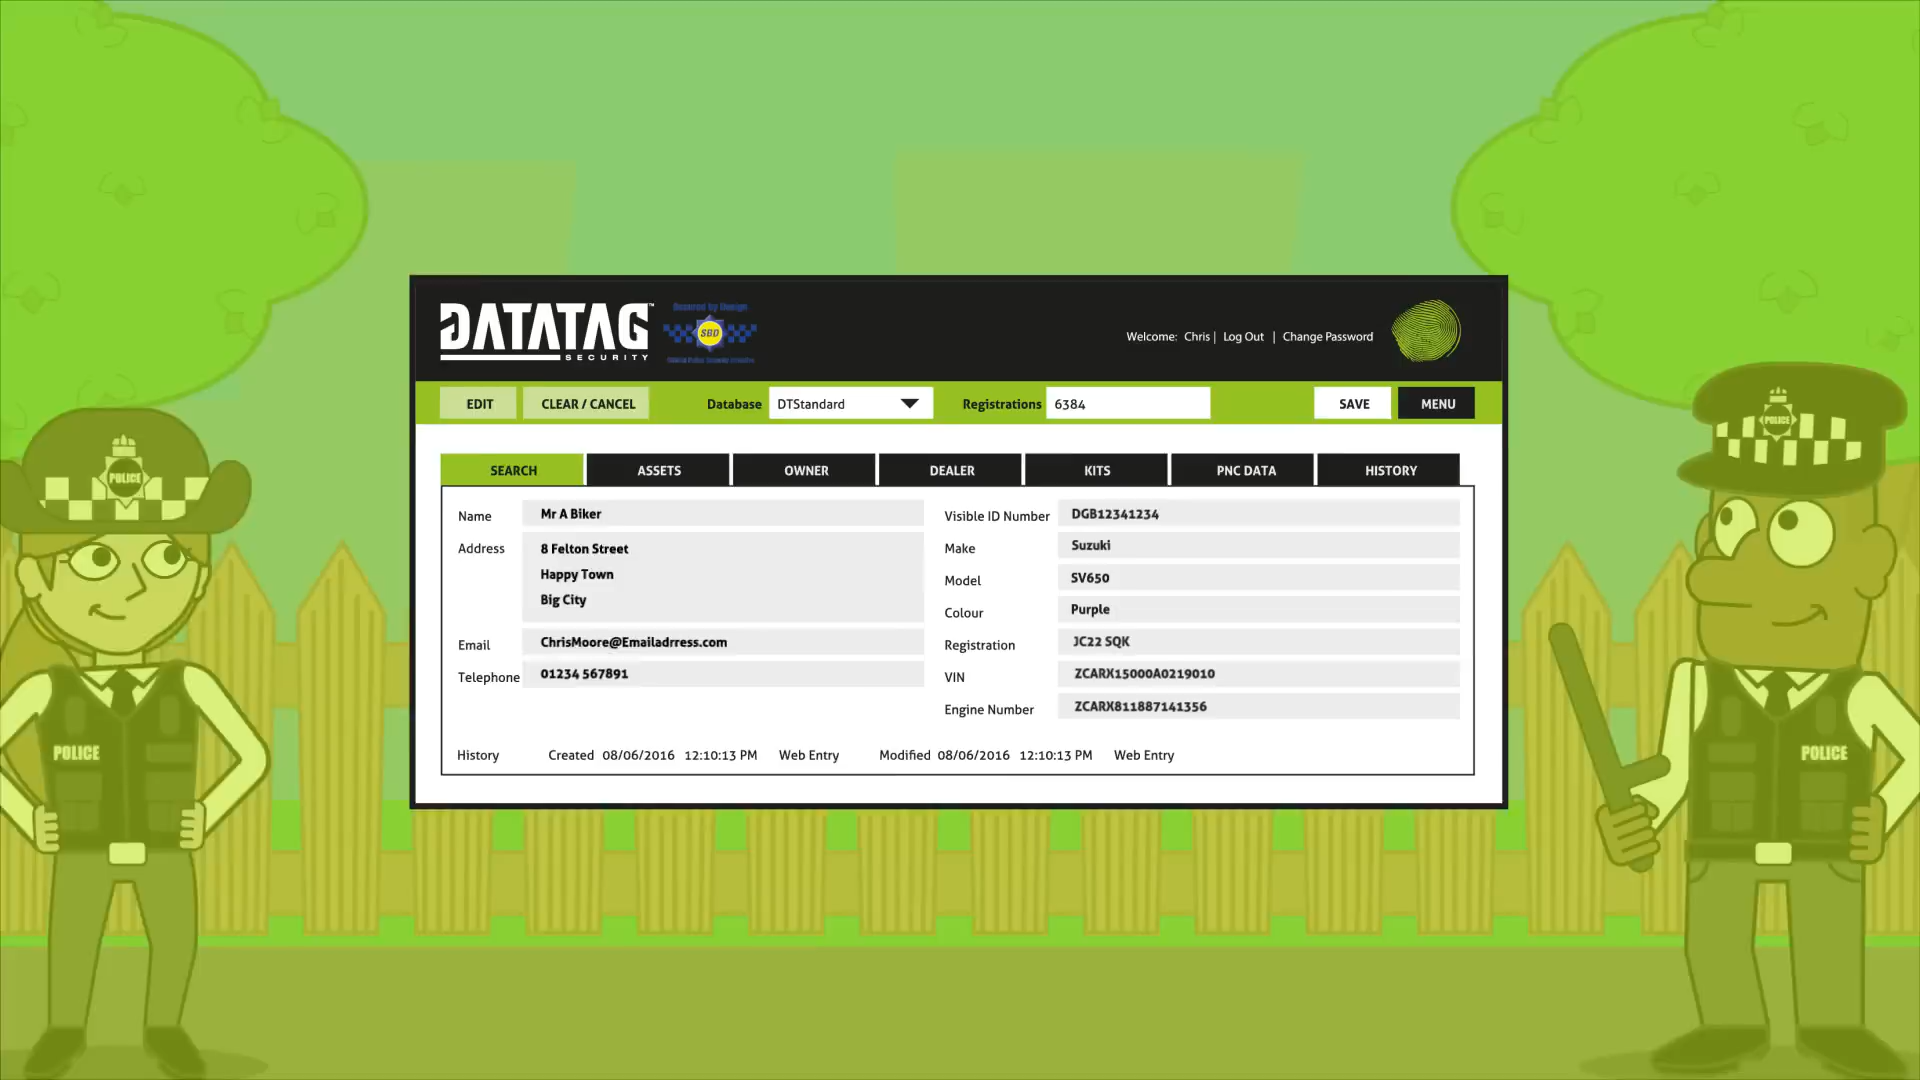 DATATAG™
SECURITY
Secured by Design
SBD
Welcome: Chris | Log Out | Change Password
EDIT CLEAR / CANCEL Database DTStandard Registrations 6384 SAVE MENU
SEARCH ASSETS OWNER DEALER KITS PNC DATA HISTORY
Name Mr A Biker
Address 8 Felton Street
Happy Town
Big City
Email ChrisMoore@Emailadrress.com
Telephone 01234 567891
Visible ID Number DGB12341234
Make Suzuki
Model SV650
Colour Purple
Registration JC22 SQK
VIN ZCARX15000A0219010
Engine Number ZCARX811887141356
History Created 08/06/2016 12:10:13 PM Web Entry Modified 08/06/2016 12:10:13 PM Web Entry
POLICE
POLICE
POLICE
POLICE